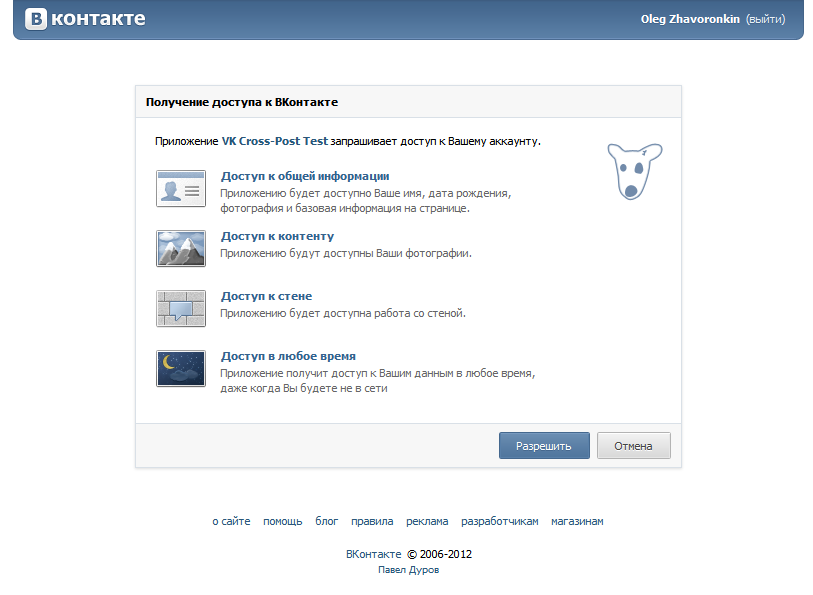 В контакте
Oleg Zhavoronkin (выйти)
Получение доступа к ВКонтакте
Приложение VK Cross-Post Test запрашивает доступ к Вашему аккаунту.
Доступ к общей информации
Приложению будет доступно Ваше имя, дата рождения,
фотография и базовая информация на странице.
Доступ к контенту
Приложению будут доступны Ваши фотографии.
Доступ к стене
Приложению будет доступна работа со стеной.
Доступ в любое время
Приложение получит доступ к Вашим данным в любое время,
даже когда Вы будете не в сети
Разрешить
Отмена
о сайте помощь блог правила реклама разработчикам магазинам
ВКонтакте © 2006-2012
Павел Дуров